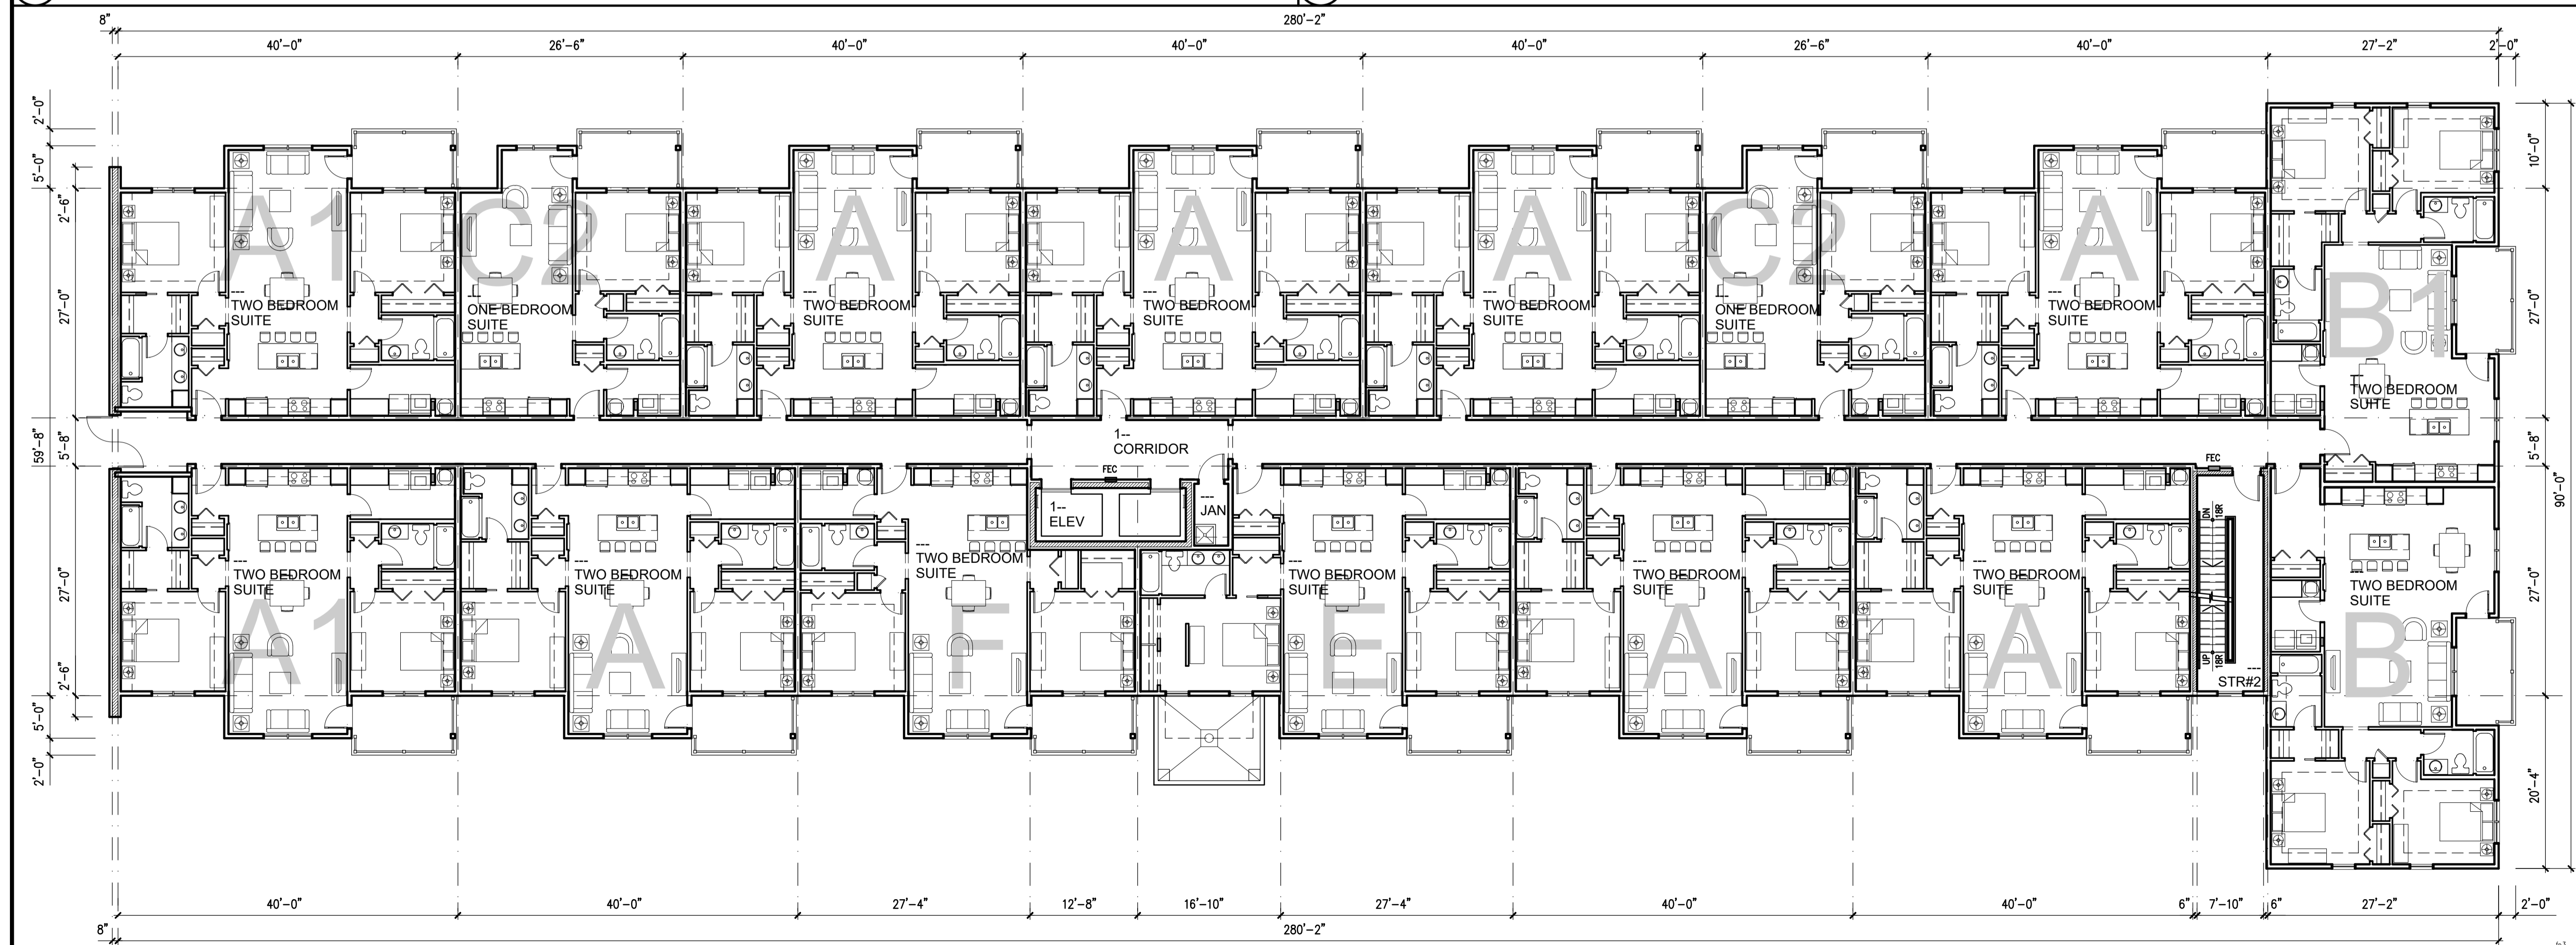 280'-2"
8"
40'-0"
26'-6"
40'-0"
40'-0"
40'-0"
26'-6"
40'-0"
27'-2"
2'-0"
2'-0"
5'-0"
2'-6"
27'-0"
59'-8"
5'-8"
27'-0"
2'-6"
5'-0"
2'-0"
10'-0"
27'-0"
5'-8"
90'-0"
27'-0"
20'-4"
A1
---
TWO BEDROOM
SUITE
C2
---
ONE BEDROOM
SUITE
A
---
TWO BEDROOM
SUITE
A
---
TWO BEDROOM
SUITE
A
---
TWO BEDROOM
SUITE
C2
---
ONE BEDROOM
SUITE
A
---
TWO BEDROOM
SUITE
B1
---
TWO BEDROOM
SUITE
1--
CORRIDOR
FEC
FEC
1--
ELEV
---
JAN
---
TWO BEDROOM
SUITE
A1
---
TWO BEDROOM
SUITE
A
---
TWO BEDROOM
SUITE
F
---
TWO BEDROOM
SUITE
E
---
TWO BEDROOM
SUITE
A
---
TWO BEDROOM
SUITE
A
DN
18R
UP
18R
---
STR#2
---
TWO BEDROOM
SUITE
B
40'-0"
40'-0"
27'-4"
12'-8"
16'-10"
27'-4"
40'-0"
40'-0"
6"
7'-10"
6"
27'-2"
2'-0"
8"
280'-2"